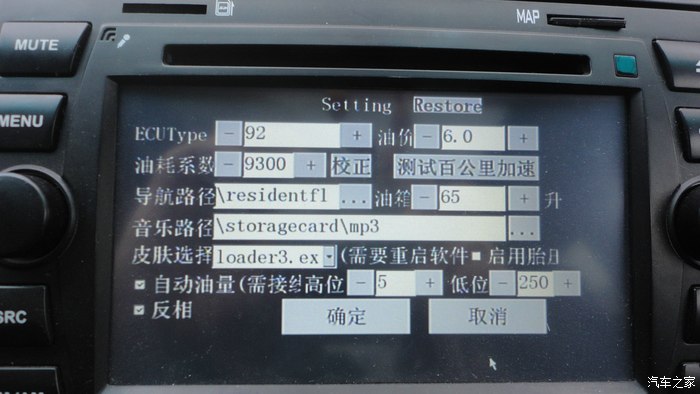 MAP
MUTE
MENU
SRC
Setting Restore
ECUType - 92 + 油价 - 6.0 +
油耗系数 - 9300 + 校正 测试百公里加速
导航路径 \residentfl ... 油箱 - 65 + 升
音乐路径 \storagecard\mp3 ...
皮肤选择 loader3.ex (需要重启软件 启用胎
自动油量(需接 高位 - 5 + 低位 - 250 +
反相 确定 取消
汽车之家